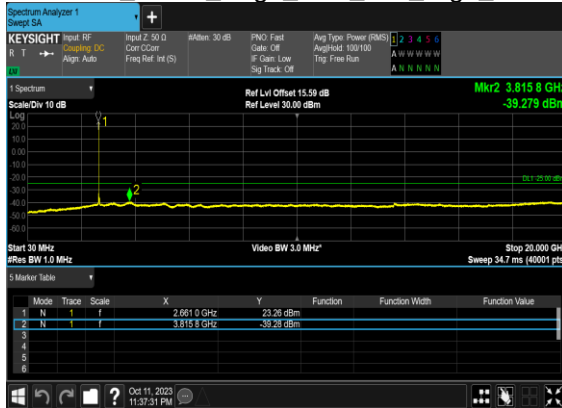 Spectrum Analyzer 1
Swept SA
+
KEYSIGHT Input: RF Input Z: 50 Ω #Atten: 30 dB PNO: Fast Avg Type: Power (RMS) 1 2 3 4 5 6
R T Coupling: DC Corr CCorr Gate: Off Avg|Hold: 100/100 A W W W W W
Align: Auto Freq Ref: Int (S) IF Gain: Low Trig: Free Run
LU Sig Track: Off A N N N N N
1 Spectrum Ref Lvl Offset 15.59 dB Mkr2 3.815 8 GHz
Scale/Div 10 dB Ref Level 30.00 dBm -39.279 dBm
Log
20.0
10.0
0.00
-10.0
-20.0
-30.0
-40.0
-50.0
-60.0
1
2
DL1 -25.00 dBm
Start 30 MHz Video BW 3.0 MHz* Stop 20.000 GHz
#Res BW 1.0 MHz Sweep 34.7 ms (40001 pts)
5 Marker Table
Mode Trace Scale X Y Function Function Width Function Value
1 N 1 f 2.661 0 GHz 23.26 dBm
2 N 1 f 3.815 8 GHz -39.28 dBm
3
4
5
6
? Oct 11, 2023
11:37:31 PM